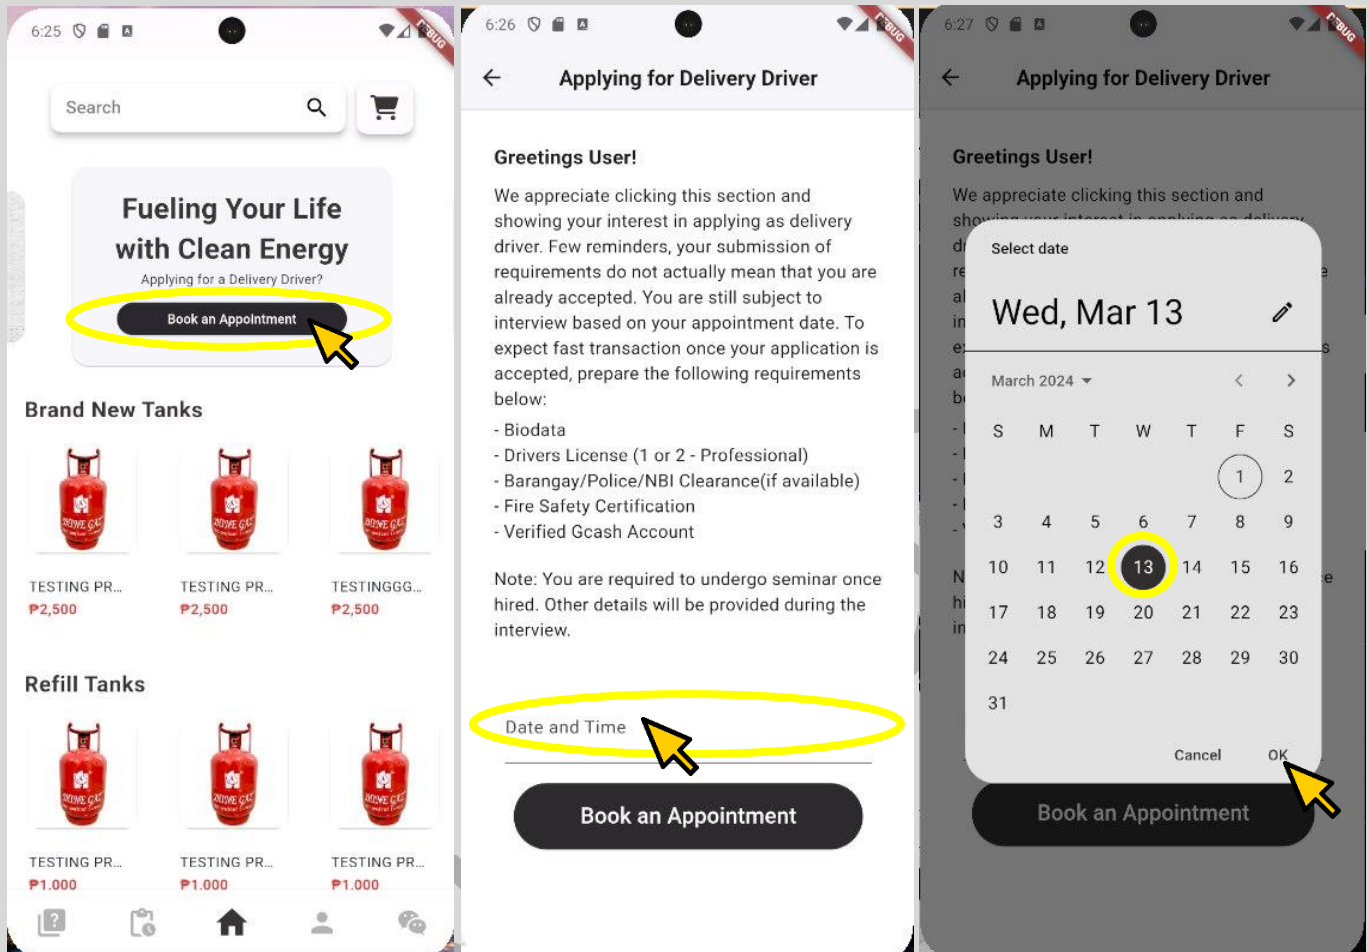 6:25
DEBUG
Search
Fueling Your Life
with Clean Energy
Applying for a Delivery Driver?
Book an Appointment
Brand New Tanks
TESTING PR...
TESTING PR...
TESTINGGG...
₱2,500
₱2,500
₱2,500
Refill Tanks
TESTING PR...
TESTING PR...
TESTING PR...
₱1.000
₱1.000
₱1.000
6:26
DEBUG
Applying for Delivery Driver
Greetings User!
We appreciate clicking this section and
showing your interest in applying as delivery
driver. Few reminders, your submission of
requirements do not actually mean that you are
already accepted. You are still subject to
interview based on your appointment date. To
expect fast transaction once your application is
accepted, prepare the following requirements
below:
- Biodata
- Drivers License (1 or 2 - Professional)
- Barangay/Police/NBI Clearance(if available)
- Fire Safety Certification
- Verified Gcash Account
Note: You are required to undergo seminar once
hired. Other details will be provided during the
interview.
Date and Time
Book an Appointment
6:27
DEBUG
Applying for Delivery Driver
Greetings User!
We appreciate clicking this section and
Select date
Wed, Mar 13
March 2024
S M T W T F S
1 2
3 4 5 6 7 8 9
10 11 12 13 14 15 16
17 18 19 20 21 22 23
24 25 26 27 28 29 30
31
Cancel OK
Book an Appointment